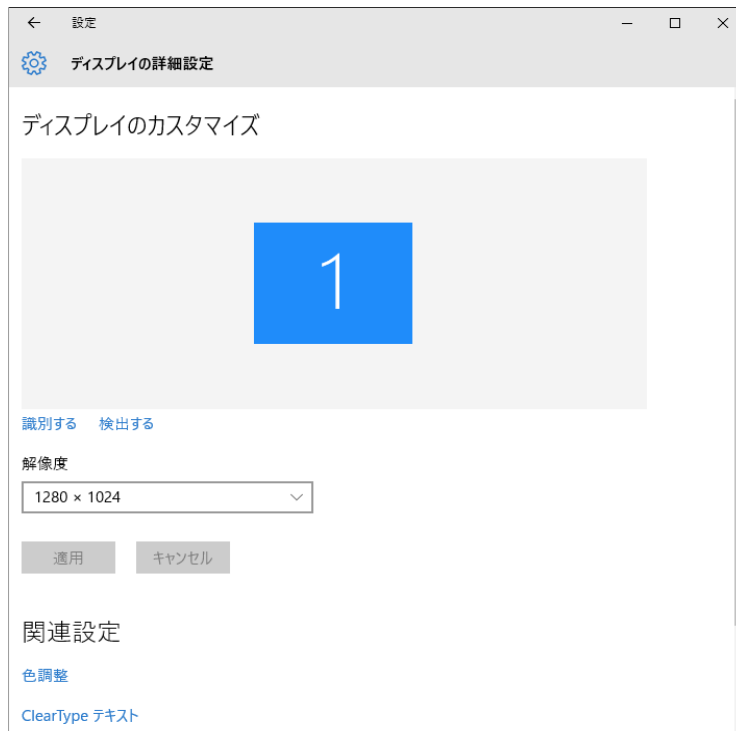 設定
ディスプレイの詳細設定
ディスプレイのカスタマイズ
1
識別する 検出する
解像度
1280 × 1024
適用 キャンセル
関連設定
色調整
ClearType テキスト